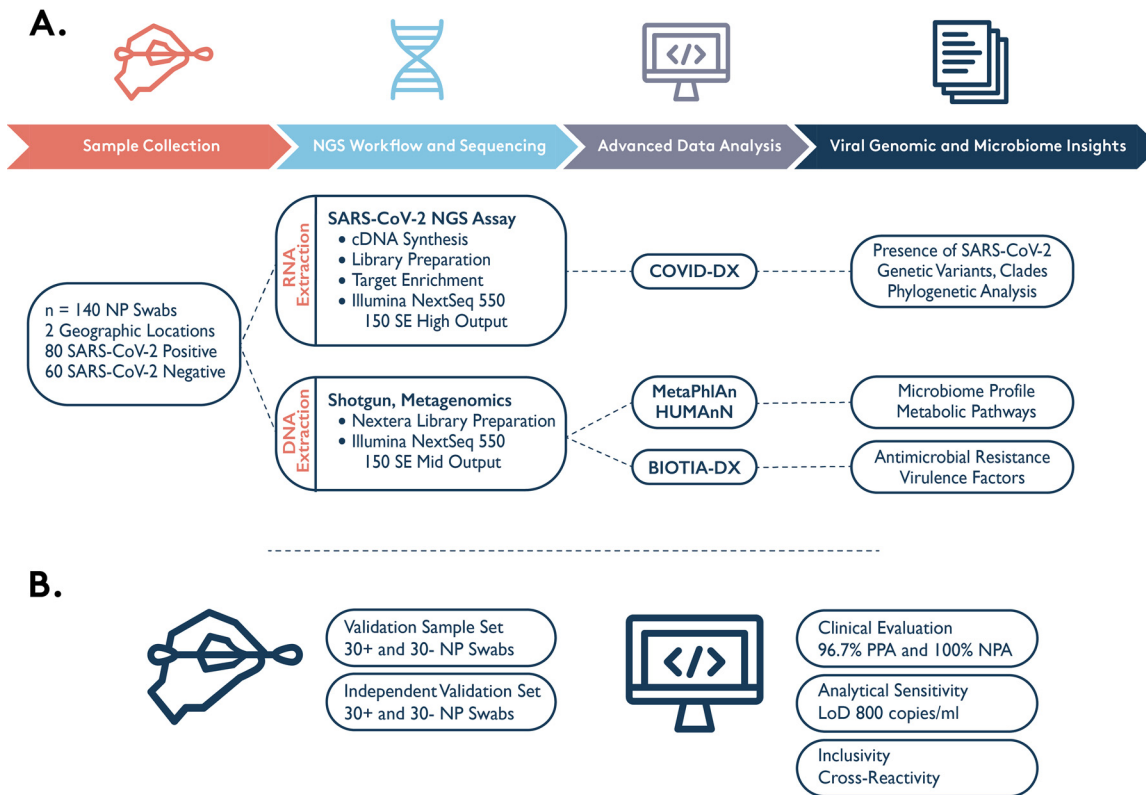 A.
</>
Sample Collection
NGS Workflow and Sequencing
Advanced Data Analysis
Viral Genomic and Microbiome Insights
n = 140 NP Swabs
2 Geographic Locations
80 SARS-CoV-2 Positive
60 SARS-CoV-2 Negative
RNA
Extraction
SARS-CoV-2 NGS Assay
• cDNA Synthesis
• Library Preparation
• Target Enrichment
• Illumina NextSeq 550
150 SE High Output
COVID-DX
Presence of SARS-CoV-2
Genetic Variants, Clades
Phylogenetic Analysis
DNA
Extraction
Shotgun, Metagenomics
• Nextera Library Preparation
• Illumina NextSeq 550
150 SE Mid Output
MetaPhlAn
HUMAnN
Microbiome Profile
Metabolic Pathways
BIOTIA-DX
Antimicrobial Resistance
Virulence Factors
B.
Validation Sample Set
30+ and 30- NP Swabs
Independent Validation Set
30+ and 30- NP Swabs
</>
Clinical Evaluation
96.7% PPA and 100% NPA
Analytical Sensitivity
LoD 800 copies/ml
Inclusivity
Cross-Reactivity